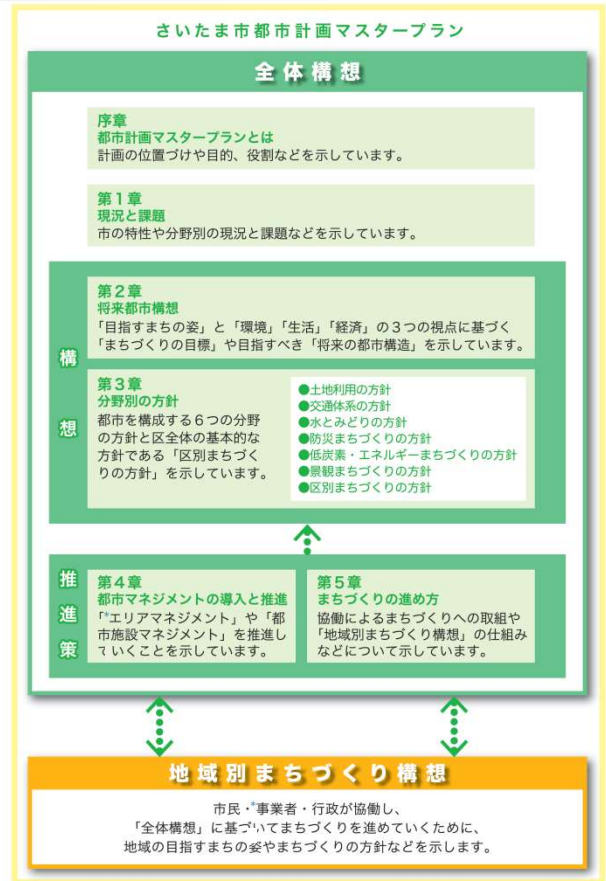 さいたま市都市計画マスタープラン
全体構想
序章
都市計画マスタープランとは
計画の位置づけや目的、役割などを示しています。
第1章
現況と課題
市の特性や分野別の現況と課題などを示しています。
構想
第2章
将来都市構想
「目指すまちの姿」と「環境」「生活」「経済」の3つの視点に基づく
「まちづくりの目標」や目指すべき「将来の都市構造」を示しています。
第3章
分野別の方針
都市を構成する6つの分野
の方針と区全体の基本的な
方針である「区別まちづく
りの方針」を示しています。
●土地利用の方針
●交通体系の方針
●水とみどりの方針
●防災まちづくりの方針
●低炭素・エネルギーまちづくりの方針
●景観まちづくりの方針
●区別まちづくりの方針
推進策
第4章
都市マネジメントの導入と推進
「*エリアマネジメント」や「都
市施設マネジメント」を推進し
ていくことを示しています。
第5章
まちづくりの進め方
協働によるまちづくりへの取組や
「地域別まちづくり構想」の仕組み
などについて示しています。
地域別まちづくり構想
市民・*事業者・行政が協働し、
「全体構想」に基づいてまちづくりを進めていくために、
地域の目指すまちの姿やまちづくりの方針などを示します。